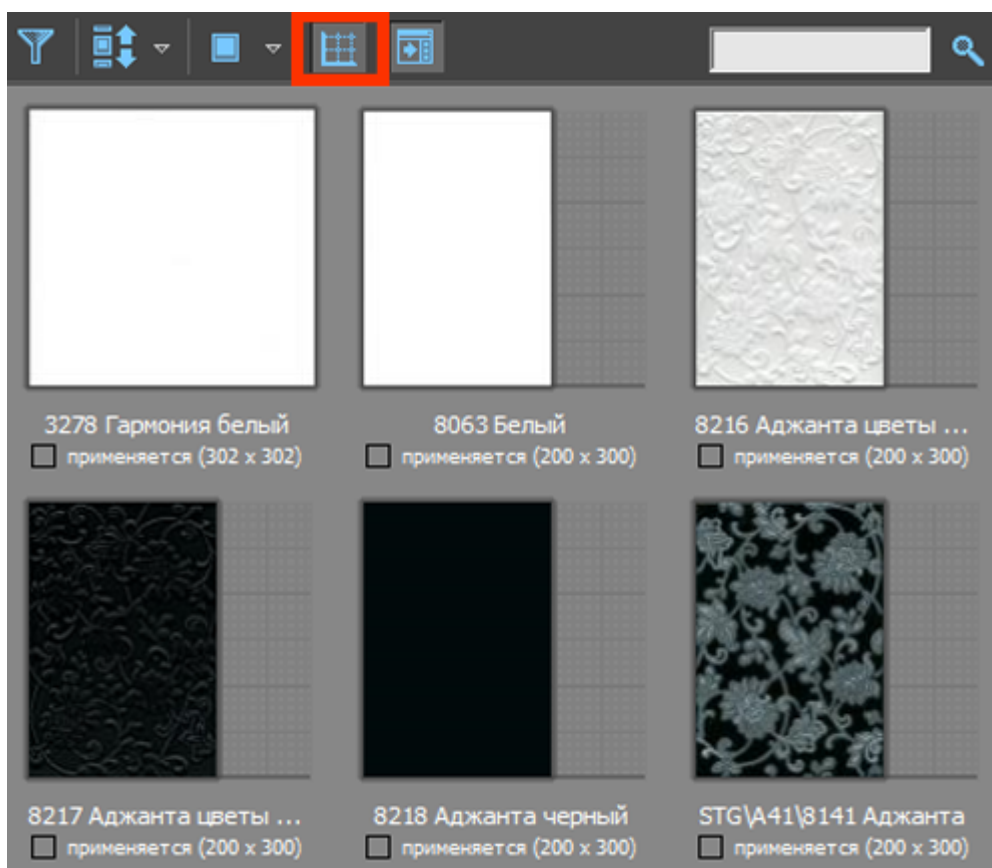 3278 Гармония белый
применяется (302 x 302)
8063 Белый
применяется (200 x 300)
8216 Аджанта цветы ...
применяется (200 x 300)
8217 Аджанта цветы ...
применяется (200 x 300)
8218 Аджанта черный
применяется (200 x 300)
STG\A41\8141 Аджанта
применяется (200 x 300)